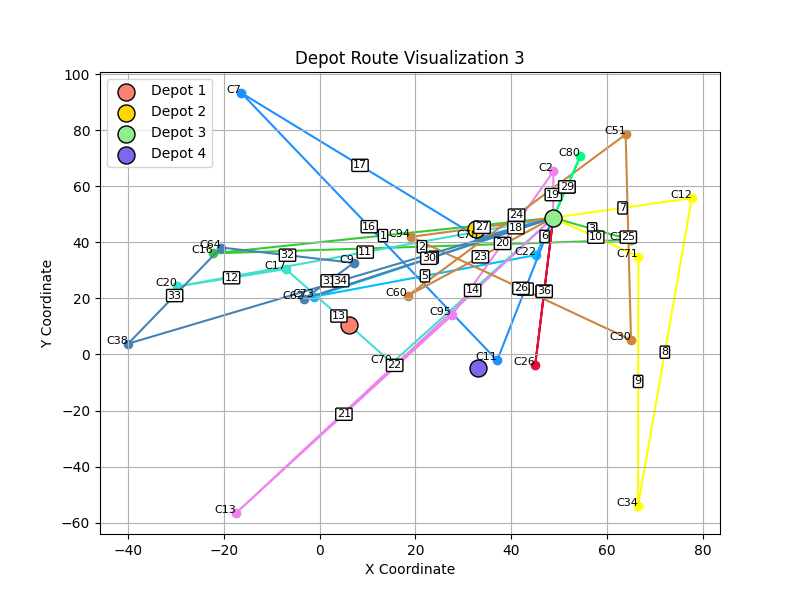 Depot Route Visualization 3
Depot 1
Depot 2
Depot 3
Depot 4
Y Coordinate
X Coordinate
100
80
60
40
20
0
−20
−40
−60
−40
−20
0
20
40
60
80
C7
C51
C80
C2
C12
C94
C64
C16
C9
C17
C20
C22
C71
C60
C73
C95
C38
C30
C11
C26
C70
C13
C34
17
29
19
7
24
16
27
18
3
1
10
25
6
20
2
11
32
23
30
12
5
33
14
26
36
13
22
8
9
21